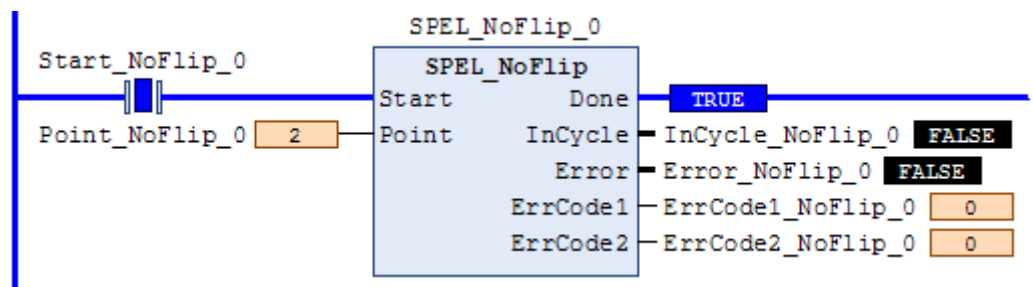 SPEL_NoFlip_0
Start_NoFlip_0 SPEL_NoFlip
Start Done TRUE
Point_NoFlip_0 2 Point InCycle InCycle_NoFlip_0 FALSE
Error Error_NoFlip_0 FALSE
ErrCode1 ErrCode1_NoFlip_0 0
ErrCode2 ErrCode2_NoFlip_0 0